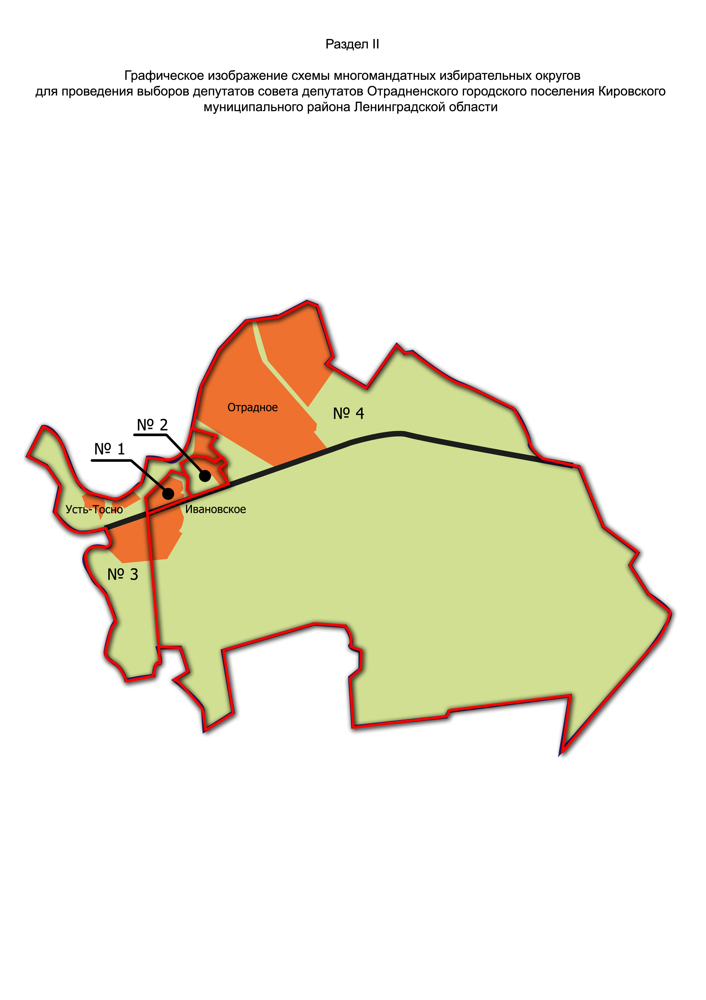 Раздел II
Графическое изображение схемы многомандатных избирательных округов
для проведения выборов депутатов совета депутатов Отрадненского городского поселения Кировского
муниципального района Ленинградской области
Отрадное
№ 4
№ 2
№ 1
Усть-Тосно
Ивановское
№ 3